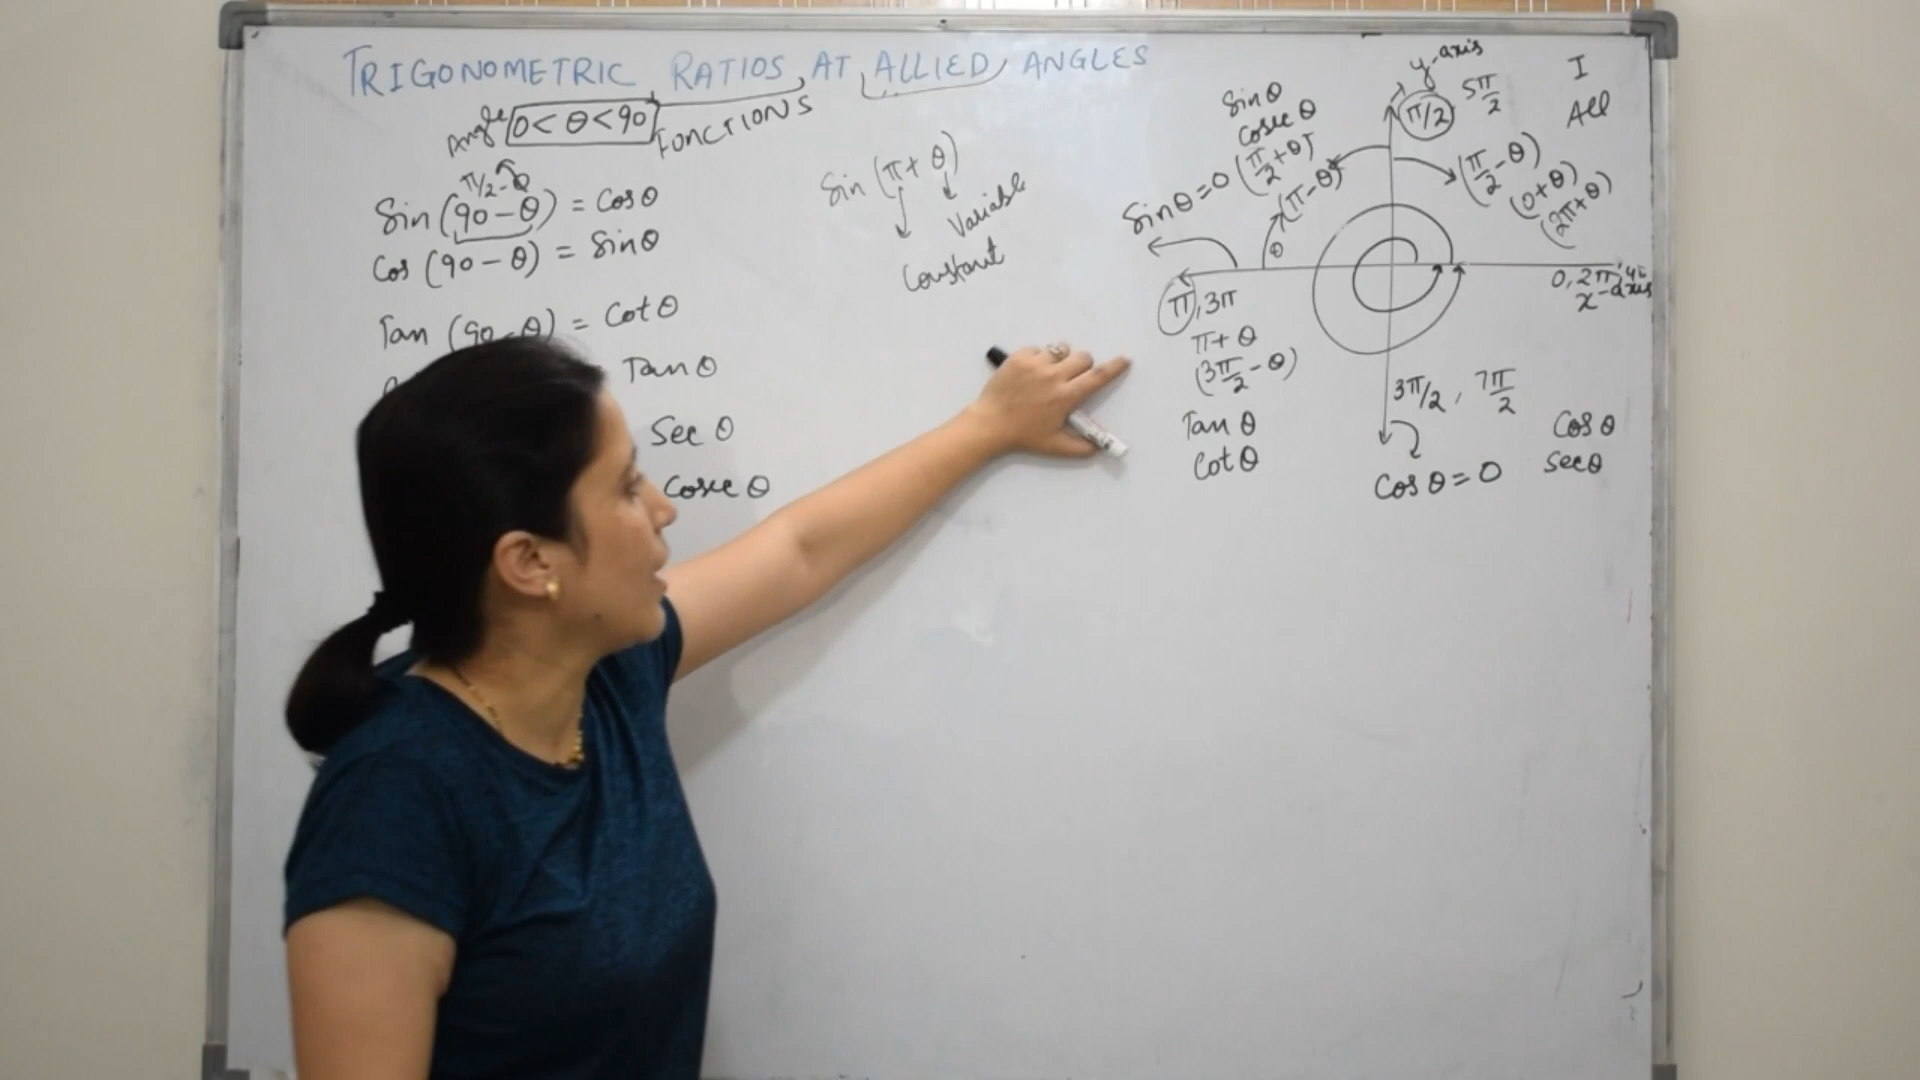 TRIGONOMETRIC RATIOS AT ALLIED ANGLES
Angle 0 < θ < 90
FUNCTIONS
π/2 - θ
Sin (90 - θ) = Cos θ
Cos (90 - θ) = Sin θ
Tan (90 - θ) = Cot θ
Tan θ
Sec θ
Cosec θ
Sin (π + θ)
Variable
Constant
Sin θ
Cosec θ
(π/2 + θ)
(π - θ)
Sin θ = 0
θ
π, 3π
π + θ
(3π/2 - θ)
Tan θ
Cot θ
y-axis
π/2 5π/2
I
All
(π/2 - θ)
(0 + θ)
(2π + θ)
0, 2π, 4π
x-axis
3π/2, 7π/2
Cos θ = 0
Cos θ
Sec θ